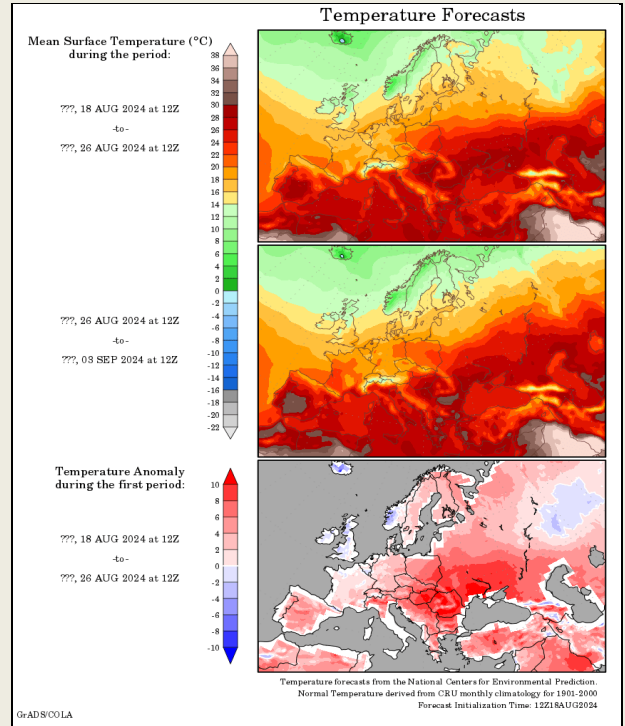 Temperature Forecasts
Mean Surface Temperature (°C)
during the period:
???, 18 AUG 2024 at 12Z
-to-
???, 26 AUG 2024 at 12Z
38
36
34
32
30
28
26
24
22
20
18
16
14
12
10
8
6
4
2
0
-2
-4
-6
-8
-10
-12
-14
-16
-18
-20
-22
???, 26 AUG 2024 at 12Z
-to-
???, 03 SEP 2024 at 12Z
Temperature Anomaly
during the first period:
???, 18 AUG 2024 at 12Z
-to-
???, 26 AUG 2024 at 12Z
10
8
6
4
2
0
-2
-4
-6
-8
-10
Temperature forecasts from the National Centers for Environmental Prediction.
Normal Temperature derived from CRU monthly climatology for 1901-2000
Forecast Initialization Time: 12Z18AUG2024
GrADS/COLA